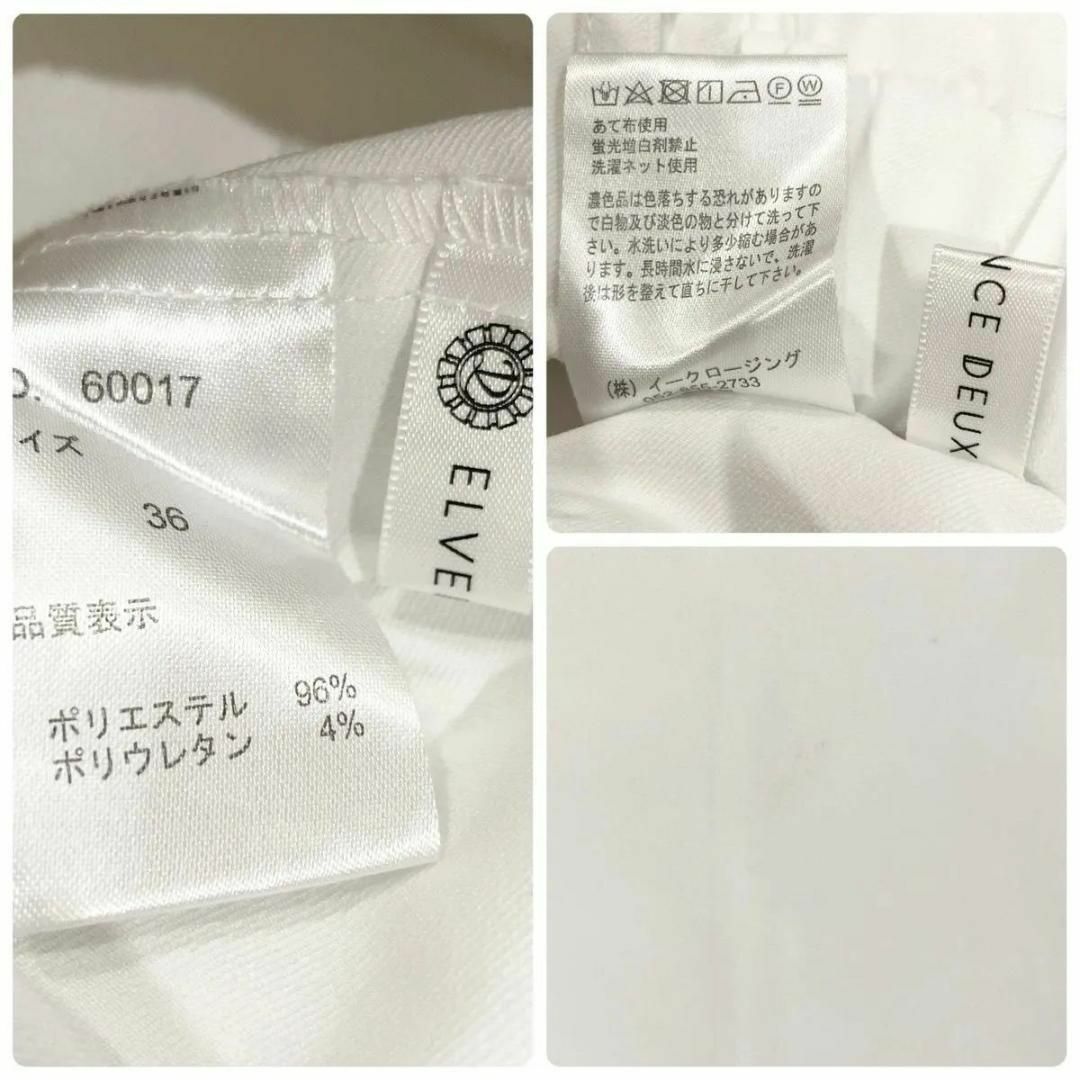 O. 60017
イズ
36
品質表示
ポリエステル 96%
ポリウレタン 4%
ELVE
あて布使用
蛍光増白剤禁止
洗濯ネット使用
濃色品は色落ちする恐れがありますの
で白物及び淡色の物と分けて洗って下
さい。水洗いにより多少縮む場合があ
ります。長時間水に浸さないで、洗濯
後は形を整えて直ちに干して下さい。
(株) イークロージング
NCE DEUX